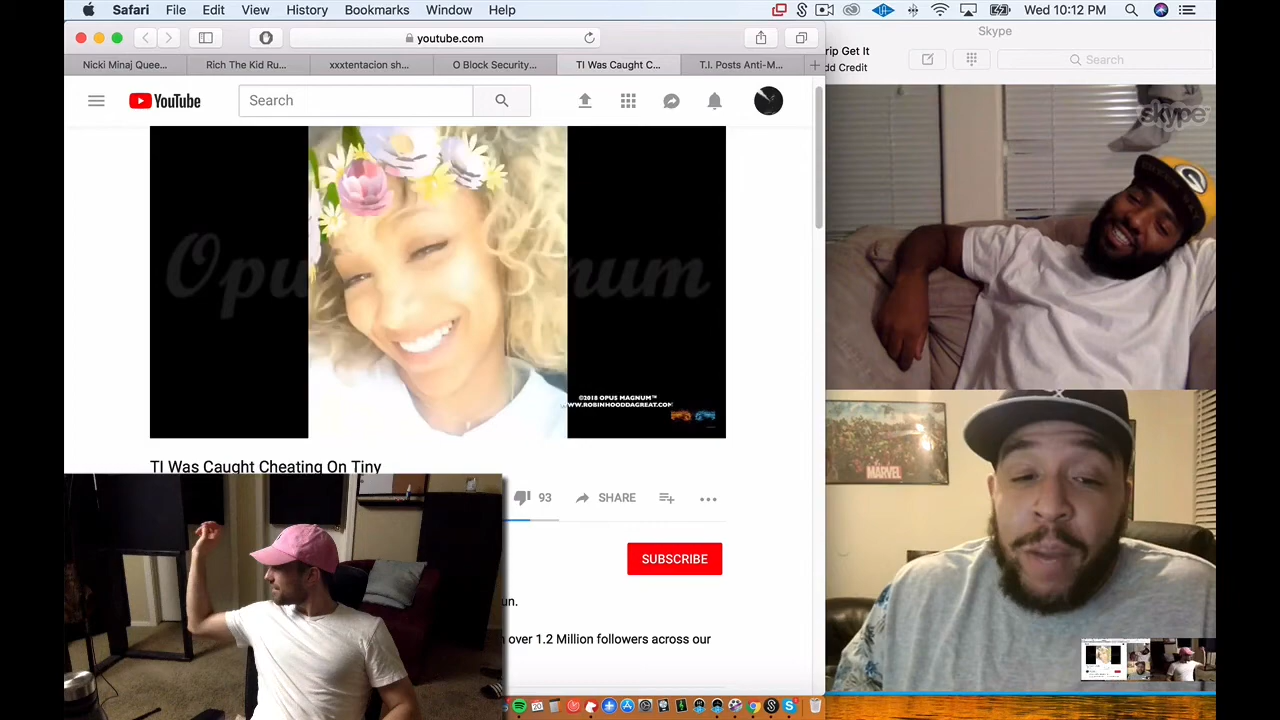 Safari File Edit View History Bookmarks Window Help
Wed 10:12 PM
youtube.com
Skype
rip Get It
dd Credit
Search
Nicki Minaj Quee...
Rich The Kid Ru...
xxxtentacion sh...
O Block Security...
TI Was Caught C...
T.I. Posts Anti-M...
YouTube
Search
skype
Opu
num
©2018 OPUS MAGNUM™
WWW.ROBINHOODDAGREAT.COM
TI Was Caught Cheating On Tiny
93 SHARE
SUBSCRIBE
un.
over 1.2 Million followers across our
MARVEL
G